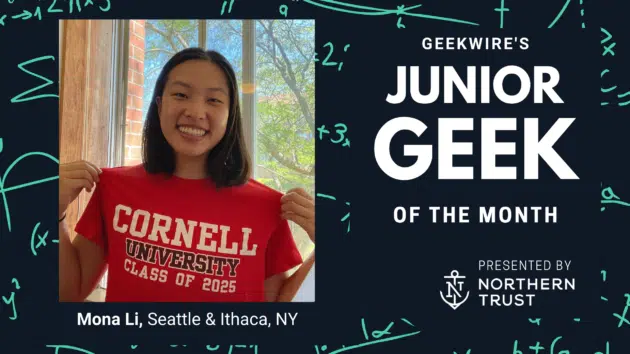 GEEKWIRE'S
JUNIOR
GEEK
OF THE MONTH
PRESENTED BY
NORTHERN
TRUST
CORNELL
UNIVERSITY
CLASS OF 2025
Mona Li, Seattle & Ithaca, NY